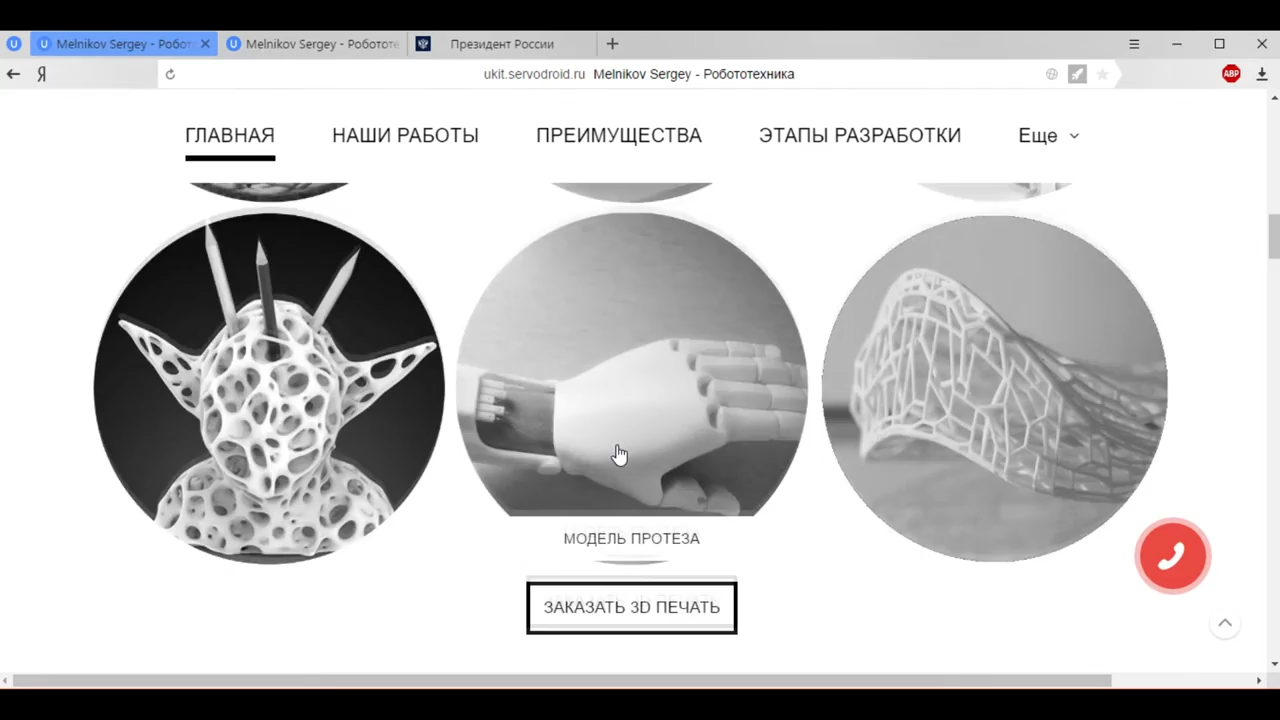 Melnikov Sergey - Робот
Melnikov Sergey - Робототе
Президент России
Я
ukit.servodroid.ru Melnikov Sergey - Робототехника
ABP
ГЛАВНАЯ НАШИ РАБОТЫ ПРЕИМУЩЕСТВА ЭТАПЫ РАЗРАБОТКИ Еще
МОДЕЛЬ ПРОТЕЗА
ЗАКАЗАТЬ 3D ПЕЧАТЬ